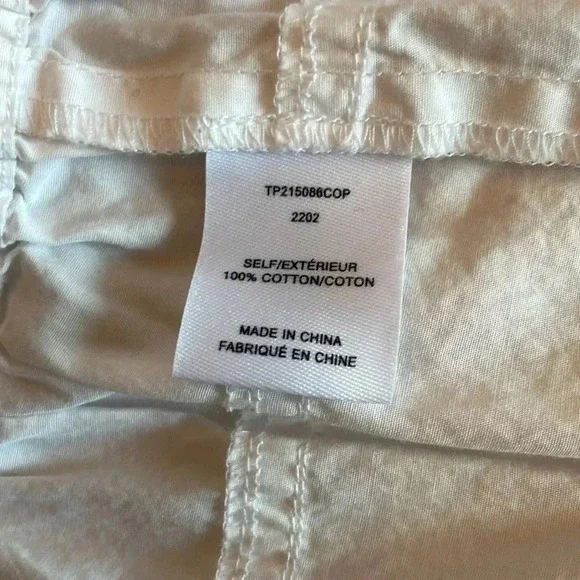 TP215086COP
2202
SELF/EXTÉRIEUR
100% COTTON/COTON
MADE IN CHINA
FABRIQUÉ EN CHINE